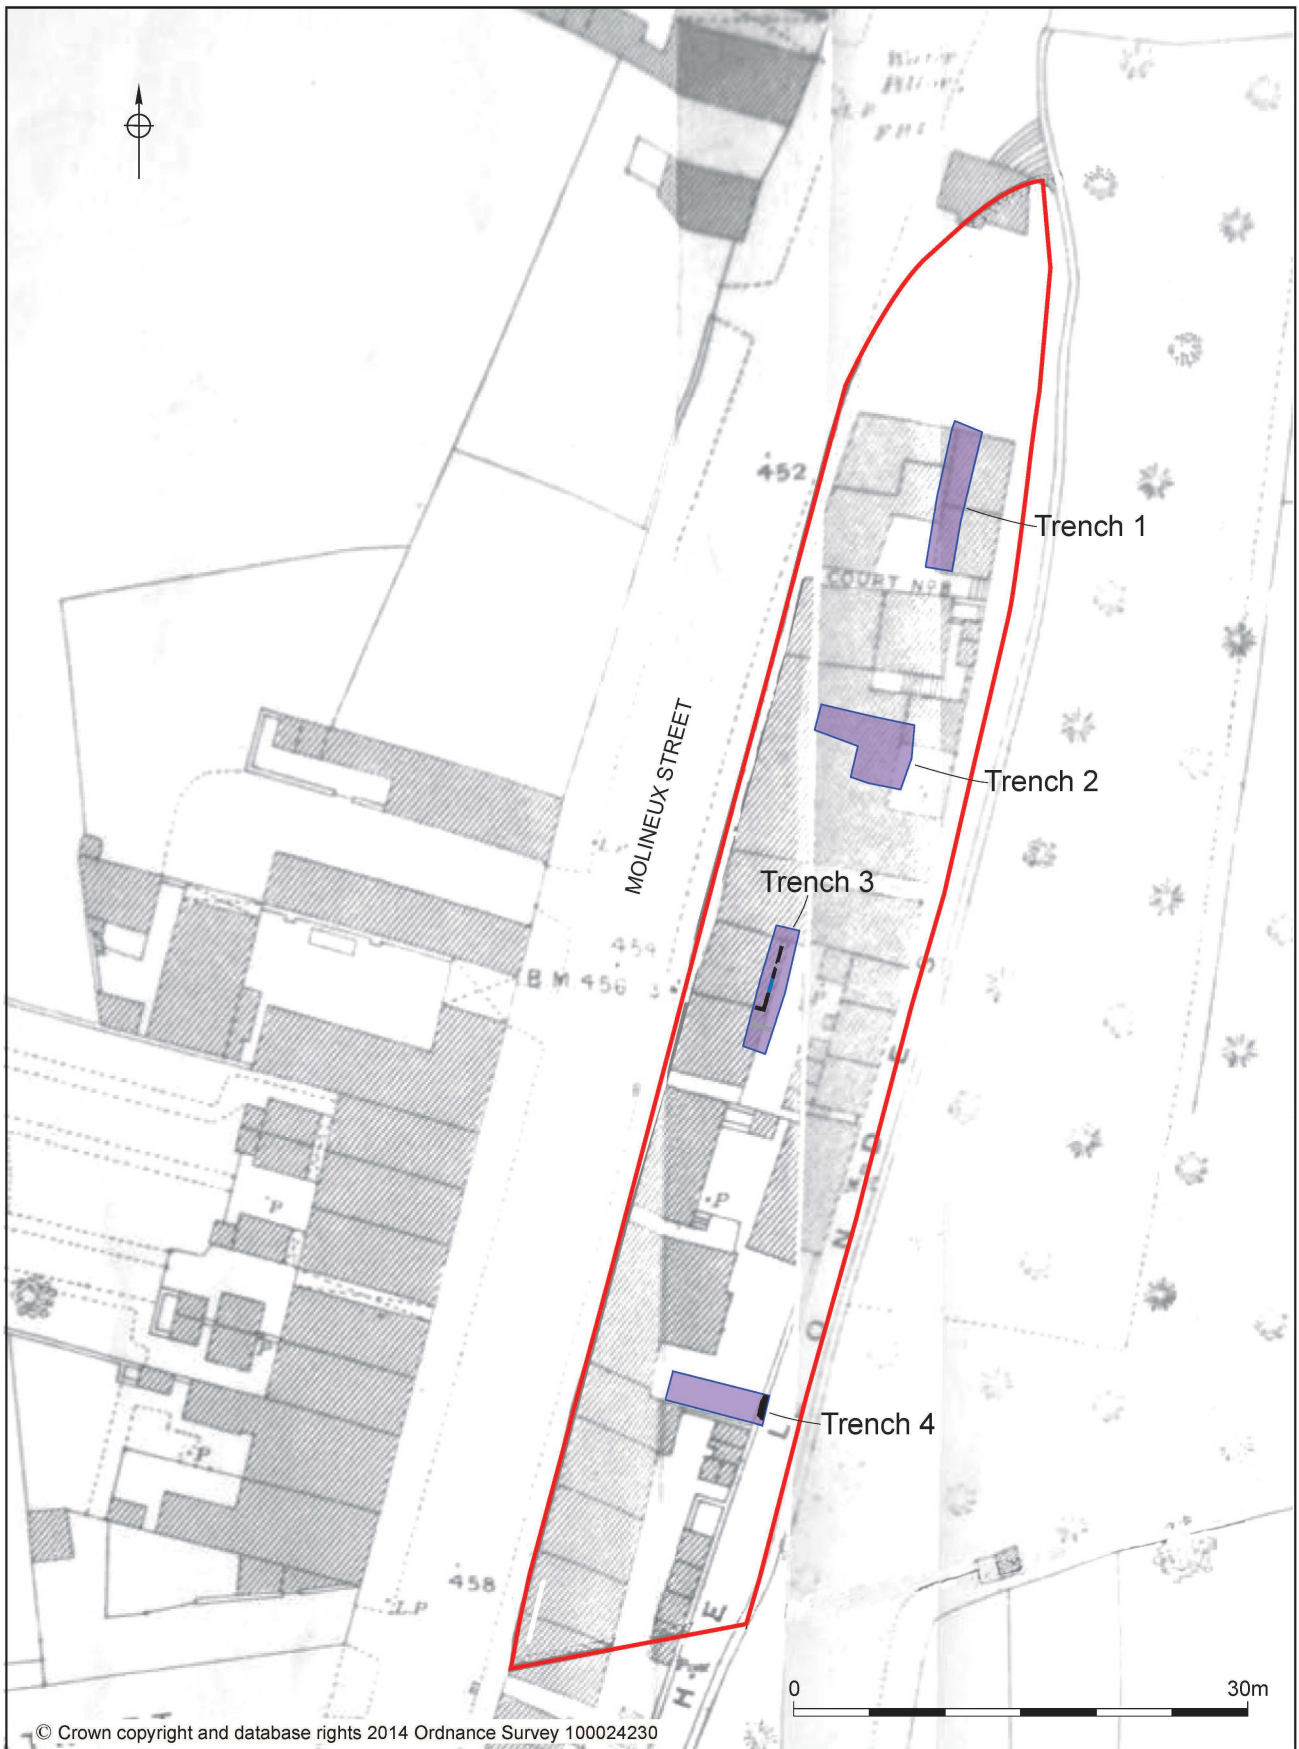 452
Trench 1
COURT Nº 8
MOLINEUX STREET
Trench 2
Trench 3
454
B M 456
P
P
P
P
Trench 4
458
L.P
0 30m
© Crown copyright and database rights 2014 Ordnance Survey 100024230